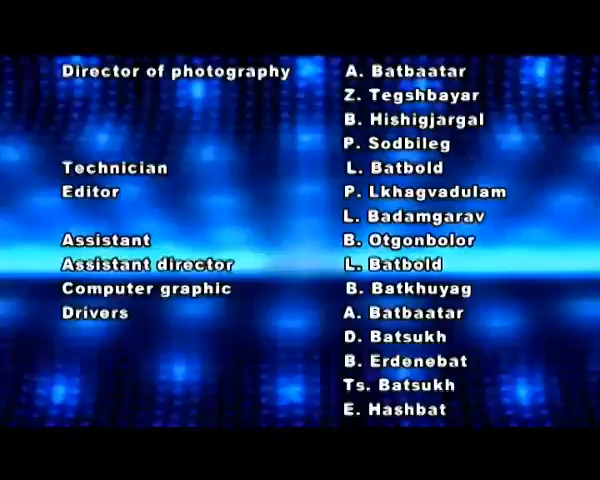 Director of photography A. Batbaatar
Z. Tegshbayar
B. Hishigjargal
P. Sodbileg
Technician L. Batbold
Editor P. Lkhagvadulam
L. Badamgarav
Assistant B. Otgonbolor
Assistant director L. Batbold
Computer graphic B. Batkhuyag
Drivers A. Batbaatar
D. Batsukh
B. Erdenebat
Ts. Batsukh
E. Hashbat